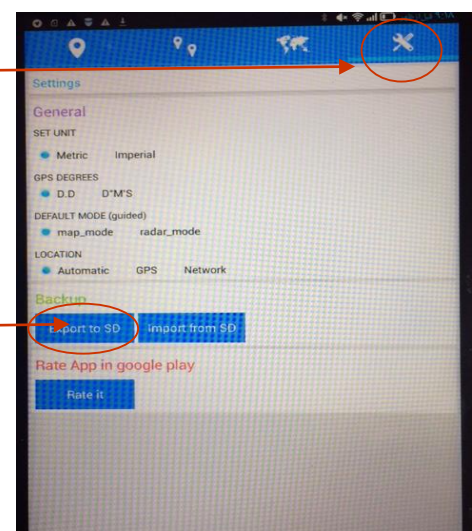 Settings
General
SET UNIT
Metric Imperial
GPS DEGREES
D.D D"M'S
DEFAULT MODE (guided)
map_mode radar_mode
LOCATION
Automatic GPS Network
Backup
Export to SD Import from SD
Rate App in google play
Rate it